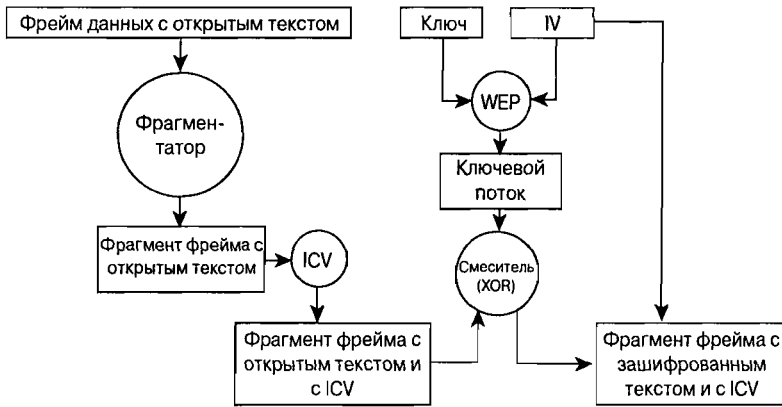 Фрейм данных с открытым текстом
Ключ
IV
WEP
Фрагмен-
татор
Ключевой
поток
Фрагмент фрейма с
открытым текстом
ICV
Смеситель
(XOR)
Фрагмент фрейма с
открытым текстом и
с ICV
Фрагмент фрейма с
зашифрованным
текстом и с ICV